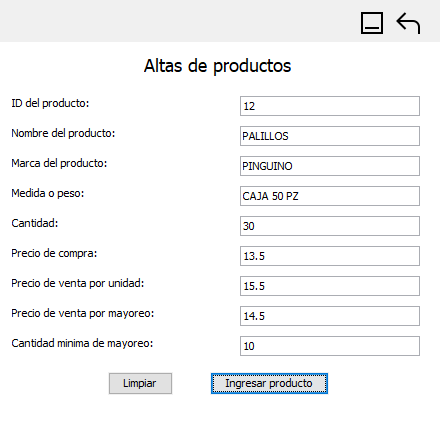 Altas de productos
ID del producto: 12
Nombre del producto: PALILLOS
Marca del producto: PINGUINO
Medida o peso: CAJA 50 PZ
Cantidad: 30
Precio de compra: 13.5
Precio de venta por unidad: 15.5
Precio de venta por mayoreo: 14.5
Cantidad minima de mayoreo: 10
Limpiar Ingresar producto